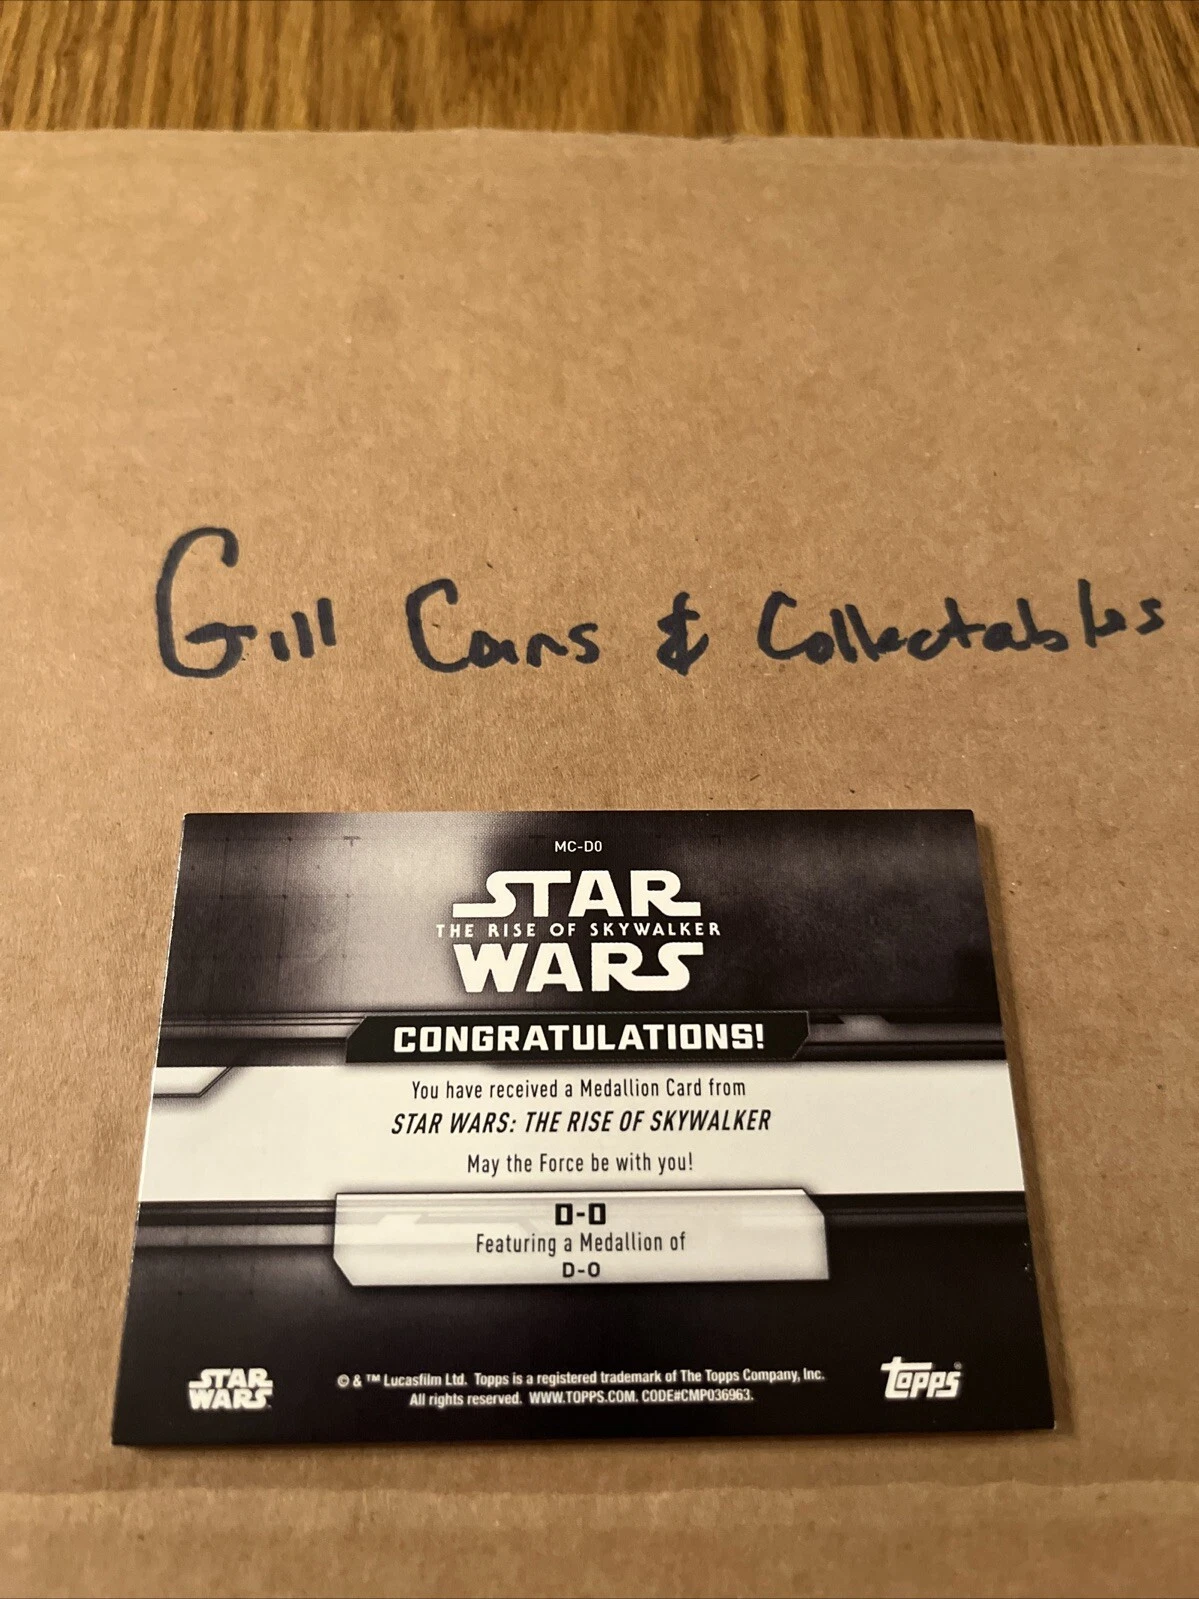 Gill Coins & Collectables
MC-DO
STAR
THE RISE OF SKYWALKER
WARS
CONGRATULATIONS!
You have received a Medallion Card from
STAR WARS: THE RISE OF SKYWALKER
May the Force be with you!
D-O
Featuring a Medallion of
D-O
STAR
WARS
© & ™ Lucasfilm Ltd. Topps is a registered trademark of The Topps Company, Inc.
All rights reserved. WWW.TOPPS.COM. CODE#CMP036963.
topps®